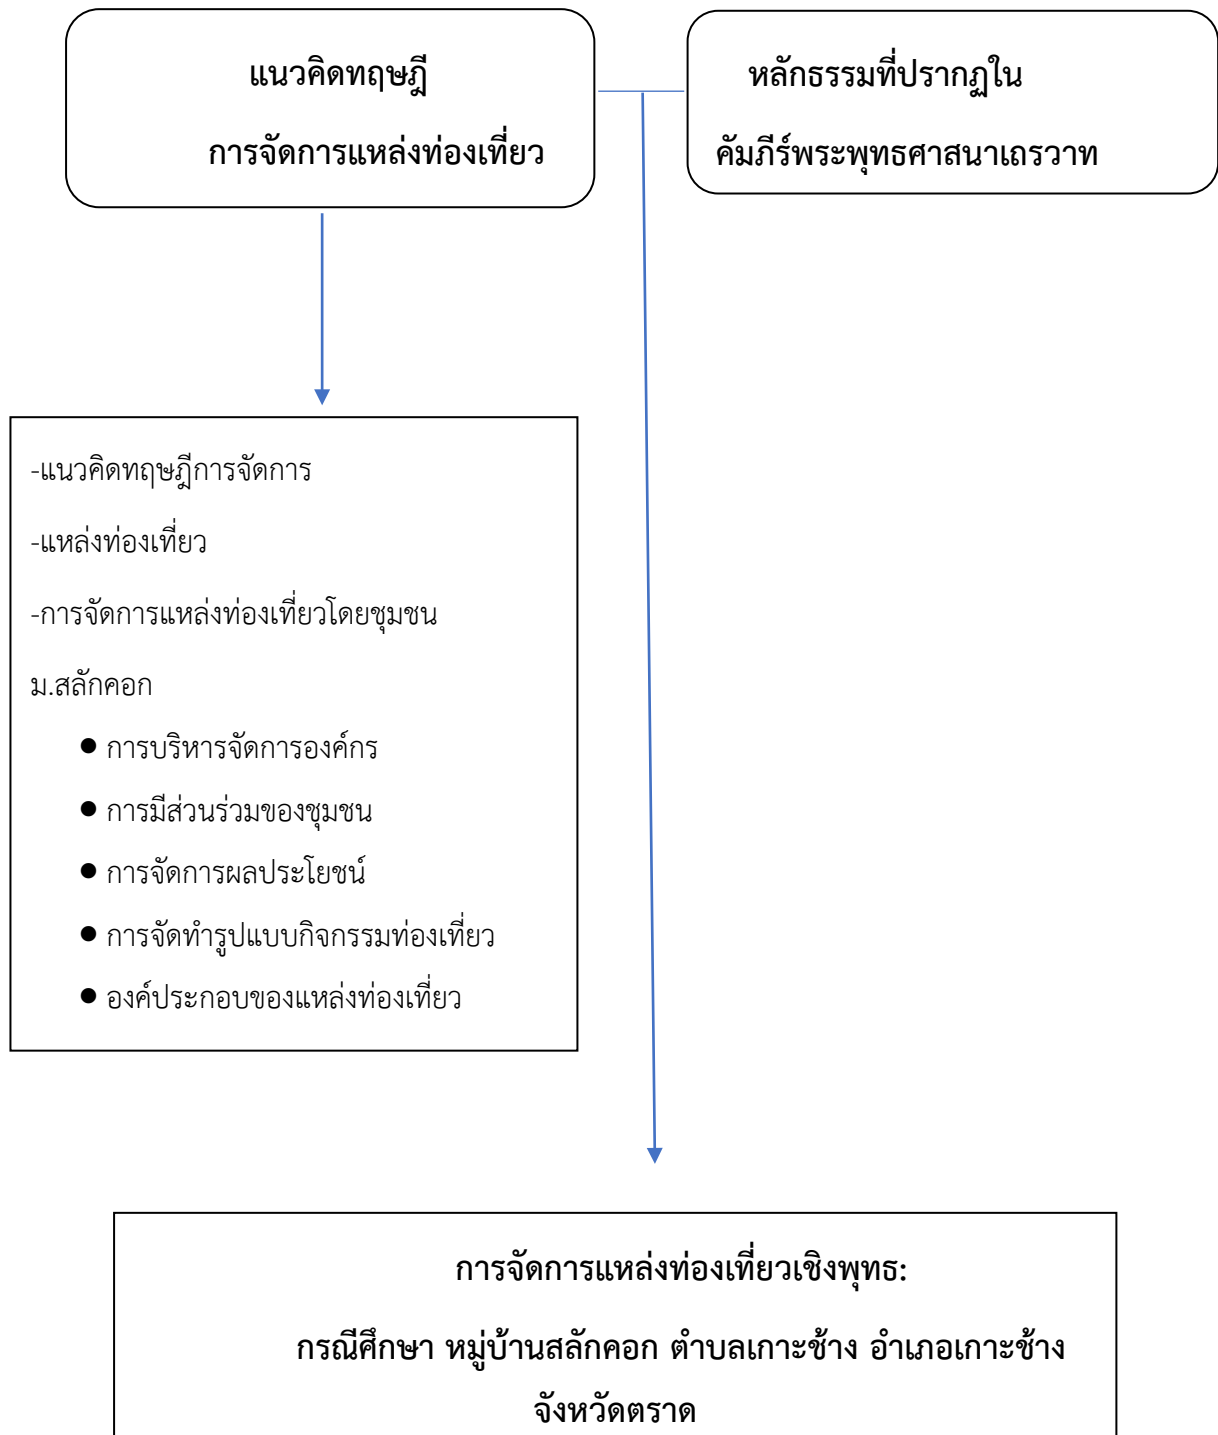 แนวคิดทฤษฎี
การจัดการแหล่งท่องเที่ยว
หลักธรรมที่ปรากฏใน
คัมภีร์พระพุทธศาสนาเถรวาท
-แนวคิดทฤษฎีการจัดการ
-แหล่งท่องเที่ยว
-การจัดการแหล่งท่องเที่ยวโดยชุมชน
ม.สลักคอก
● การบริหารจัดการองค์กร
● การมีส่วนร่วมของชุมชน
● การจัดการผลประโยชน์
● การจัดทำรูปแบบกิจกรรมท่องเที่ยว
● องค์ประกอบของแหล่งท่องเที่ยว
การจัดการแหล่งท่องเที่ยวเชิงพุทธ:
กรณีศึกษา หมู่บ้านสลักคอก ตำบลเกาะช้าง อำเภอเกาะช้าง
จังหวัดตราด